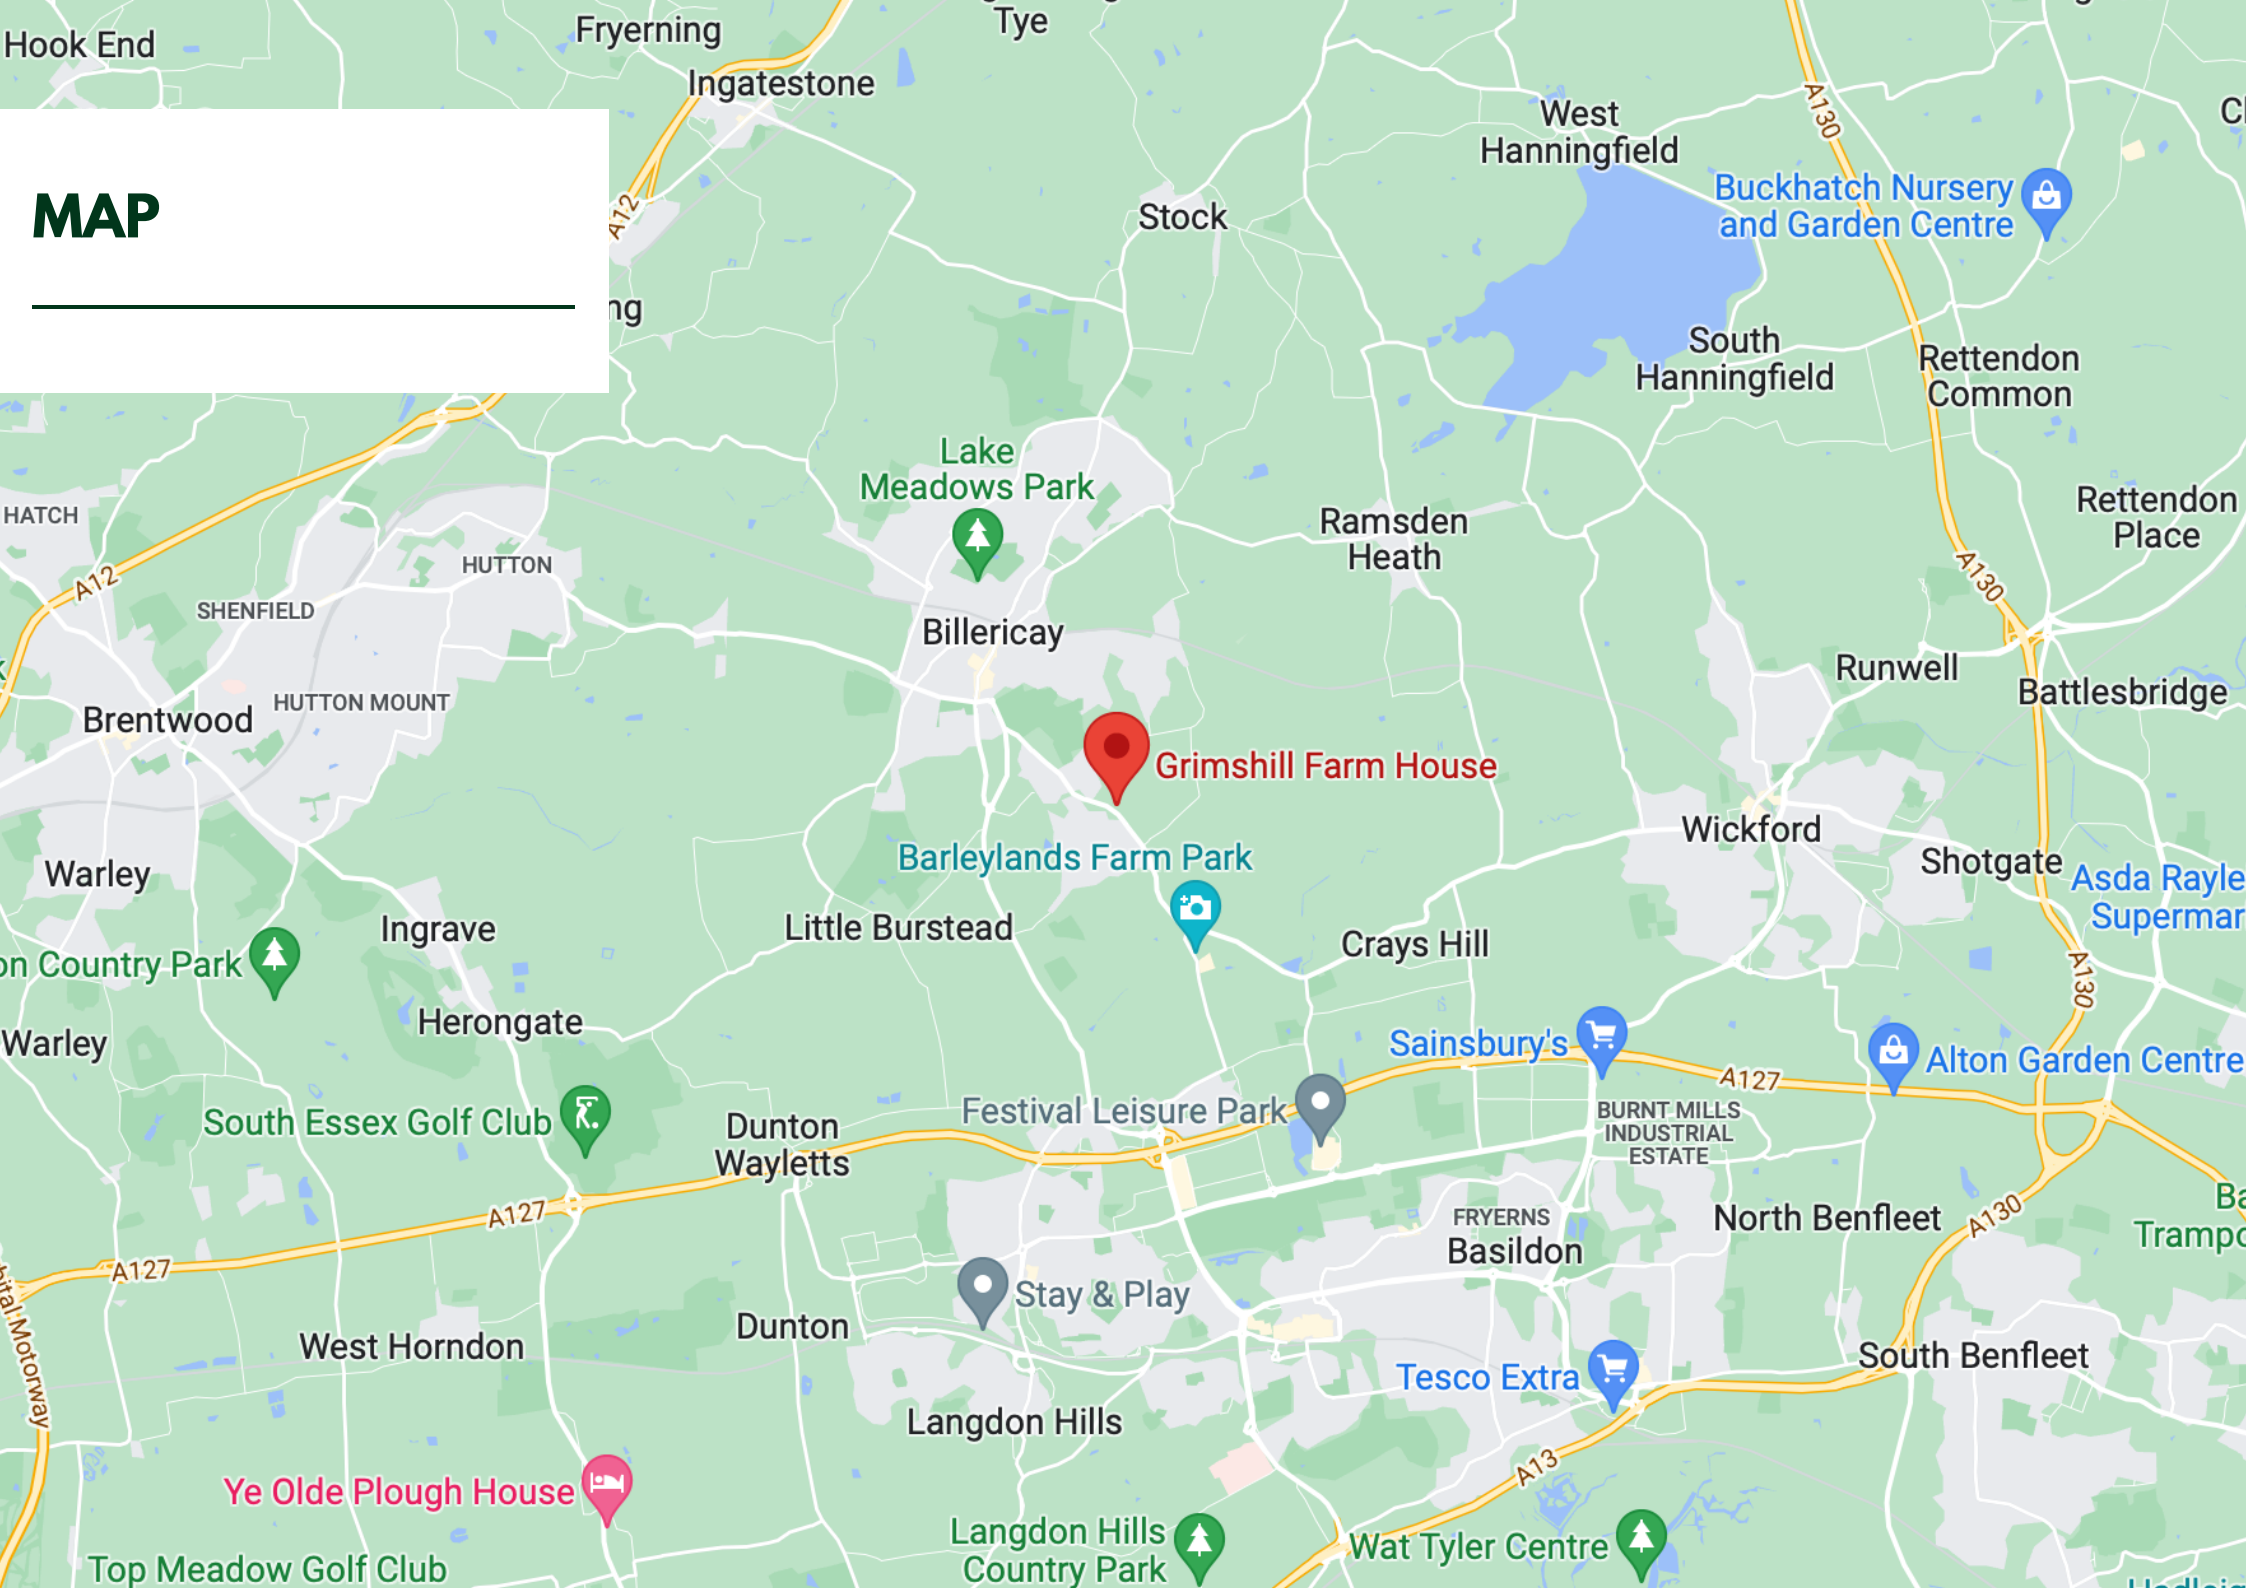 Tye
Fryerning
Hook End
Ingatestone
West
Hanningfield
A130
Buckhatch Nursery
and Garden Centre
MAP
A12
Stock
South
Hanningfield
Rettendon
Common
Lake
Meadows Park
Rettendon
Place
HATCH
Ramsden
Heath
HUTTON
A12
A130
SHENFIELD
Billericay
Runwell
Battlesbridge
HUTTON MOUNT
Brentwood
Grimshill Farm House
Wickford
Barleylands Farm Park
Shotgate
Warley
Asda Rayle
Supermar
Little Burstead
Ingrave
Crays Hill
on Country Park
A130
Herongate
Warley
Sainsbury's
Alton Garden Centre
A127
Festival Leisure Park
BURNT MILLS
INDUSTRIAL
ESTATE
South Essex Golf Club
Dunton
Wayletts
A127
FRYERNS
Basildon
North Benfleet
A130
Ba
Trampo
A127
Stay & Play
Dunton
bital Motorway
West Horndon
South Benfleet
Tesco Extra
Langdon Hills
A13
Ye Olde Plough House
Langdon Hills
Country Park
Wat Tyler Centre
Top Meadow Golf Club